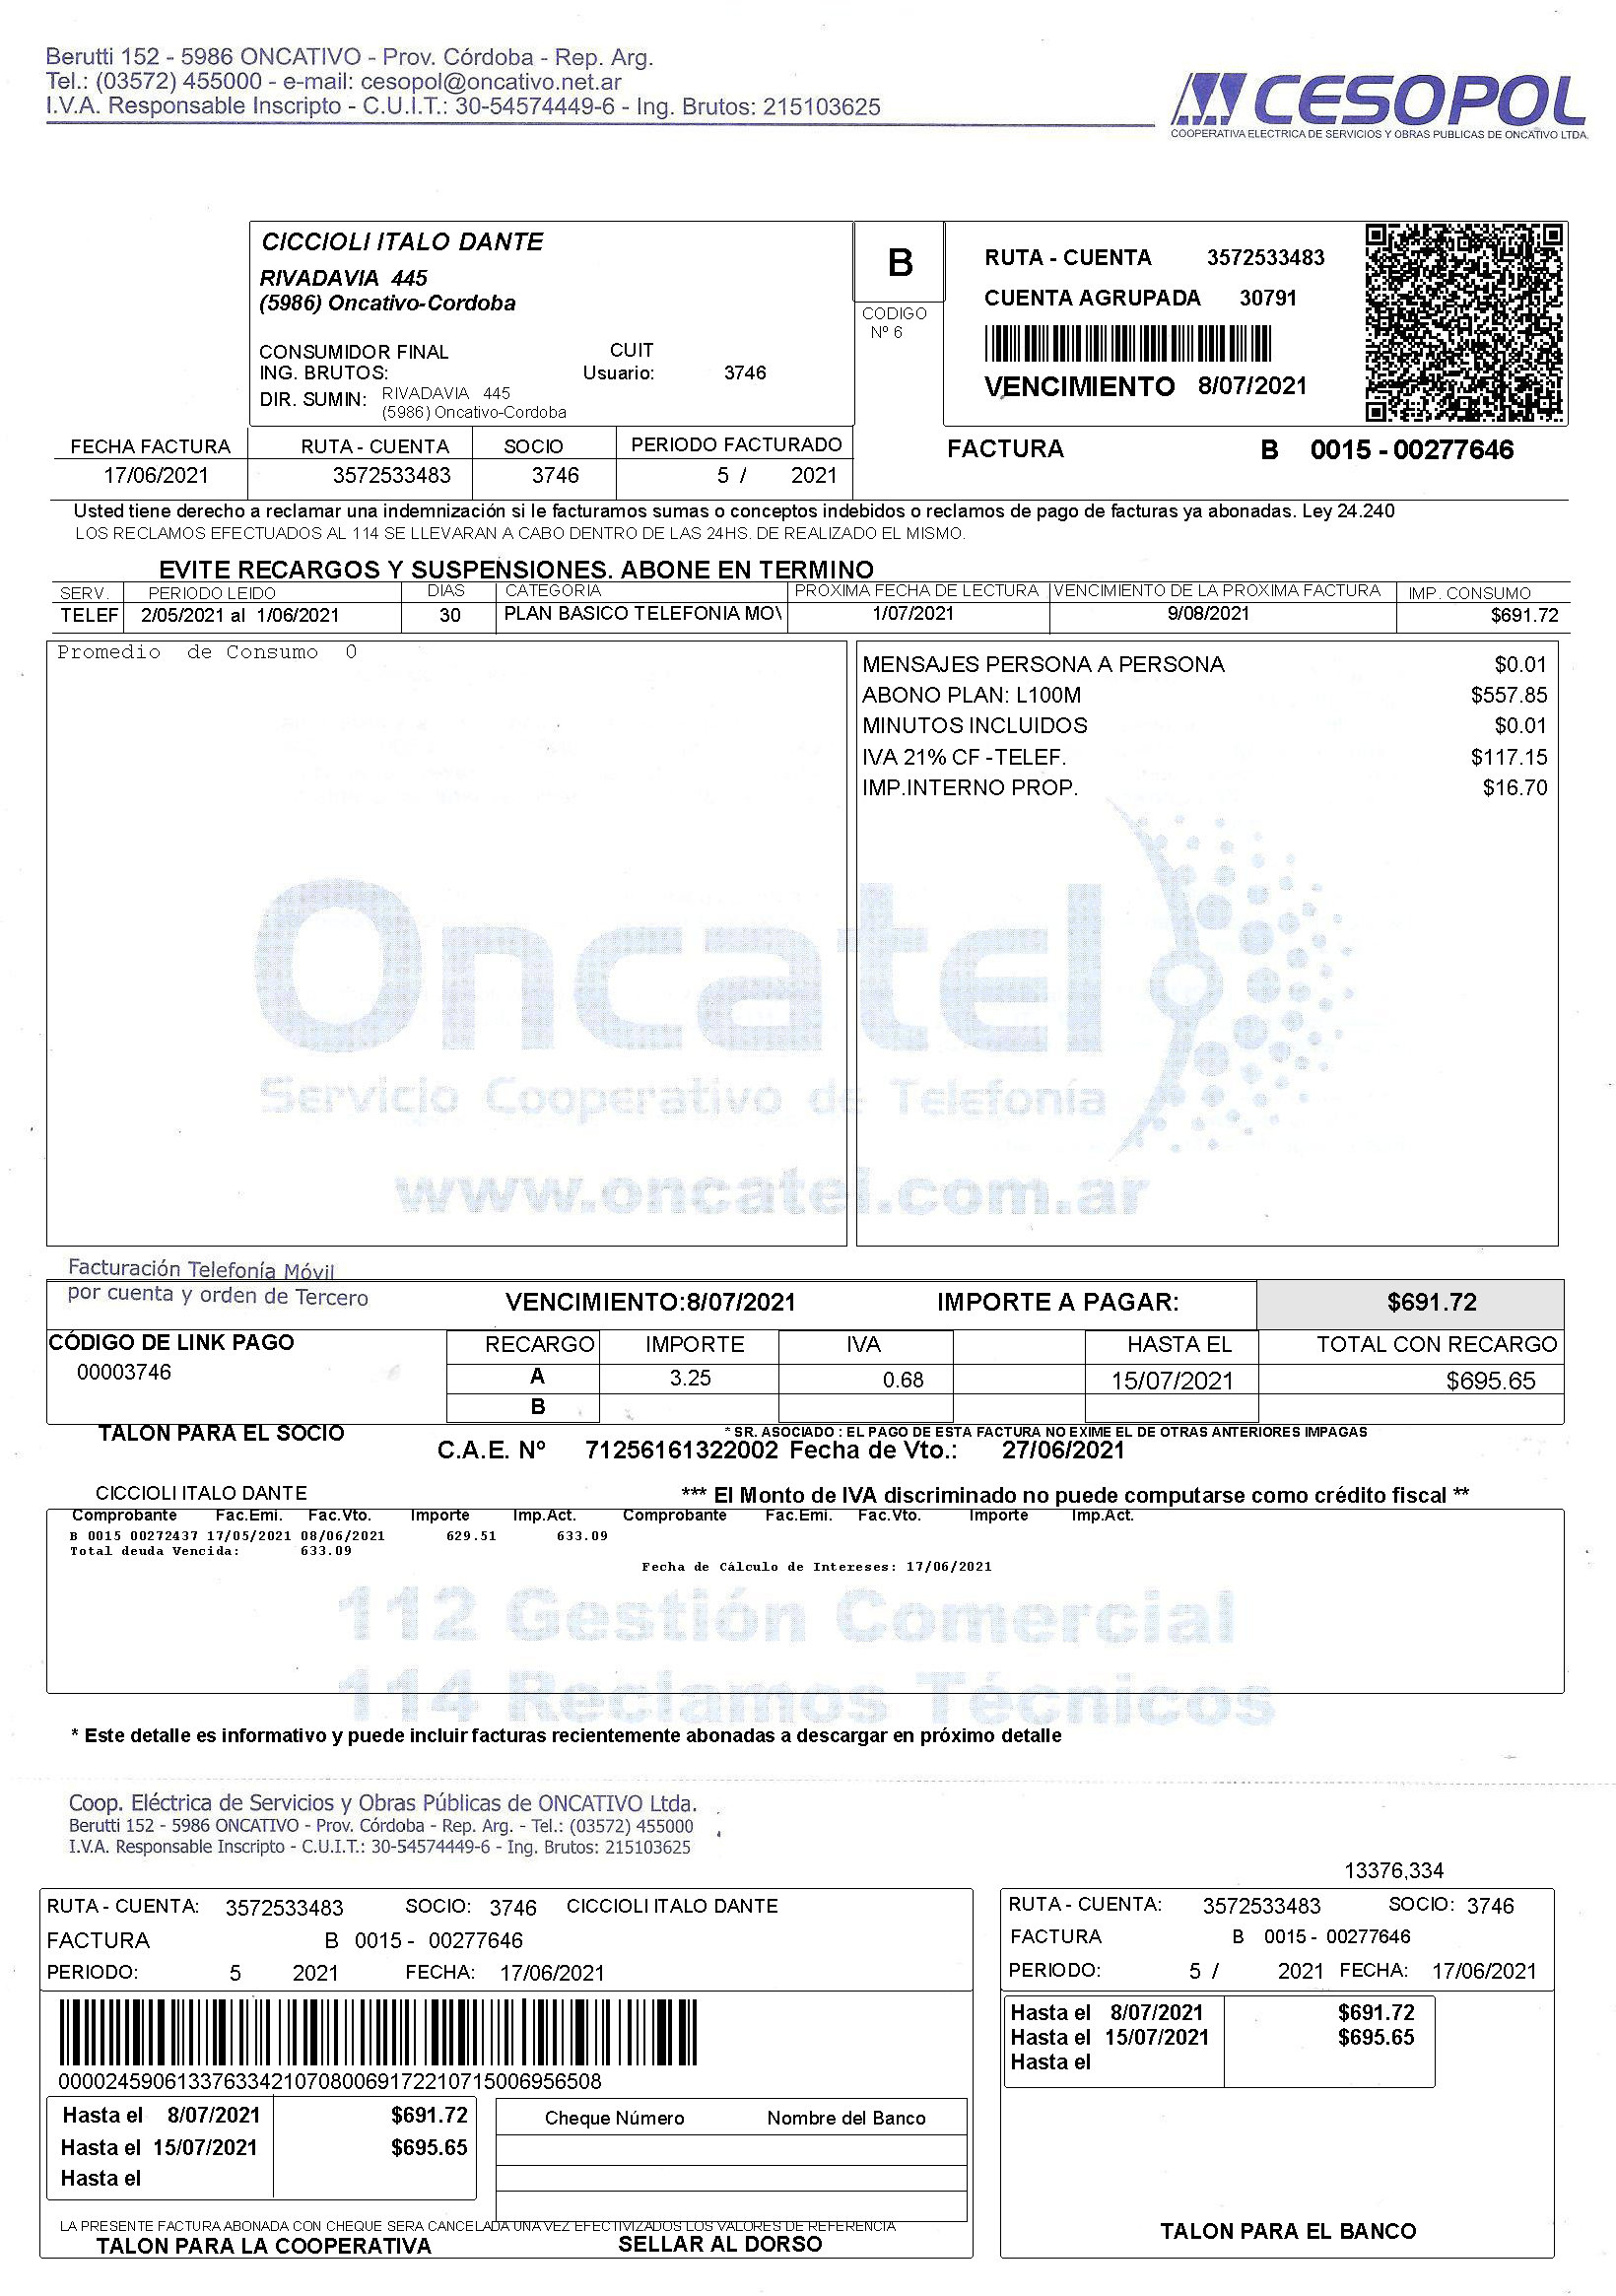 Berutti 152 - 5986 ONCATIVO - Prov. Córdoba - Rep. Arg.
Tel.: (03572) 455000 - e-mail: cesopol@oncativo.net.ar
I.V.A. Responsable Inscripto - C.U.I.T.: 30-54574449-6 - Ing. Brutos: 215103625
CESOPOL
COOPERATIVA ELECTRICA DE SERVICIOS Y OBRAS PUBLICAS DE ONCATIVO LTDA.
CICCIOLI ITALO DANTE
RIVADAVIA 445
(5986) Oncativo-Cordoba
CONSUMIDOR FINAL CUIT
ING. BRUTOS: Usuario: 3746
DIR. SUMIN: RIVADAVIA 445
(5986) Oncativo-Cordoba
B
CODIGO
Nº 6
RUTA - CUENTA 3572533483
CUENTA AGRUPADA 30791
VENCIMIENTO 8/07/2021
FECHA FACTURA RUTA - CUENTA SOCIO PERIODO FACTURADO
17/06/2021 3572533483 3746 5 / 2021
FACTURA B 0015 - 00277646
Usted tiene derecho a reclamar una indemnización si le facturamos sumas o conceptos indebidos o reclamos de pago de facturas ya abonadas. Ley 24.240
LOS RECLAMOS EFECTUADOS AL 114 SE LLEVARAN A CABO DENTRO DE LAS 24HS. DE REALIZADO EL MISMO.
EVITE RECARGOS Y SUSPENSIONES. ABONE EN TERMINO
SERV. PERIODO LEIDO DIAS CATEGORIA PROXIMA FECHA DE LECTURA VENCIMIENTO DE LA PROXIMA FACTURA IMP. CONSUMO
TELEF 2/05/2021 al 1/06/2021 30 PLAN BASICO TELEFONIA MOV 1/07/2021 9/08/2021 $691.72
Promedio de Consumo 0
MENSAJES PERSONA A PERSONA $0.01
ABONO PLAN: L100M $557.85
MINUTOS INCLUIDOS $0.01
IVA 21% CF -TELEF. $117.15
IMP.INTERNO PROP. $16.70
Oncatel
Servicio Cooperativo de Telefonía
www.oncatel.com.ar
Facturación Telefonía Móvil
por cuenta y orden de Tercero
VENCIMIENTO:8/07/2021 IMPORTE A PAGAR: $691.72
CÓDIGO DE LINK PAGO RECARGO IMPORTE IVA HASTA EL TOTAL CON RECARGO
00003746 A 3.25 0.68 15/07/2021 $695.65
B
TALON PARA EL SOCIO * SR. ASOCIADO : EL PAGO DE ESTA FACTURA NO EXIME EL DE OTRAS ANTERIORES IMPAGAS
C.A.E. Nº 71256161322002 Fecha de Vto.: 27/06/2021
CICCIOLI ITALO DANTE *** El Monto de IVA discriminado no puede computarse como crédito fiscal **
Comprobante Fac.Emi. Fac.Vto. Importe Imp.Act. Comprobante Fac.Emi. Fac.Vto. Importe Imp.Act.
B 0015 00272437 17/05/2021 08/06/2021 629.51 633.09
Total deuda Vencida: 633.09
Fecha de Cálculo de Intereses: 17/06/2021
112 Gestión Comercial
114 Reclamos Técnicos
* Este detalle es informativo y puede incluir facturas recientemente abonadas a descargar en próximo detalle
Coop. Eléctrica de Servicios y Obras Públicas de ONCATIVO Ltda.
Berutti 152 - 5986 ONCATIVO - Prov. Córdoba - Rep. Arg. - Tel.: (03572) 455000
I.V.A. Responsable Inscripto - C.U.I.T.: 30-54574449-6 - Ing. Brutos: 215103625
13376,334
RUTA - CUENTA: 3572533483 SOCIO: 3746 CICCIOLI ITALO DANTE
FACTURA B 0015 - 00277646
PERIODO: 5 2021 FECHA: 17/06/2021
000024590613376334210708006917221071500695650​8
Hasta el 8/07/2021 $691.72
Hasta el 15/07/2021 $695.65
Hasta el
Cheque Número Nombre del Banco
LA PRESENTE FACTURA ABONADA CON CHEQUE SERA CANCELADA UNA VEZ EFECTIVIZADOS LOS VALORES DE REFERENCIA
TALON PARA LA COOPERATIVA SELLAR AL DORSO
RUTA - CUENTA: 3572533483 SOCIO: 3746
FACTURA B 0015 - 00277646
PERIODO: 5 / 2021 FECHA: 17/06/2021
Hasta el 8/07/2021 $691.72
Hasta el 15/07/2021 $695.65
Hasta el
TALON PARA EL BANCO